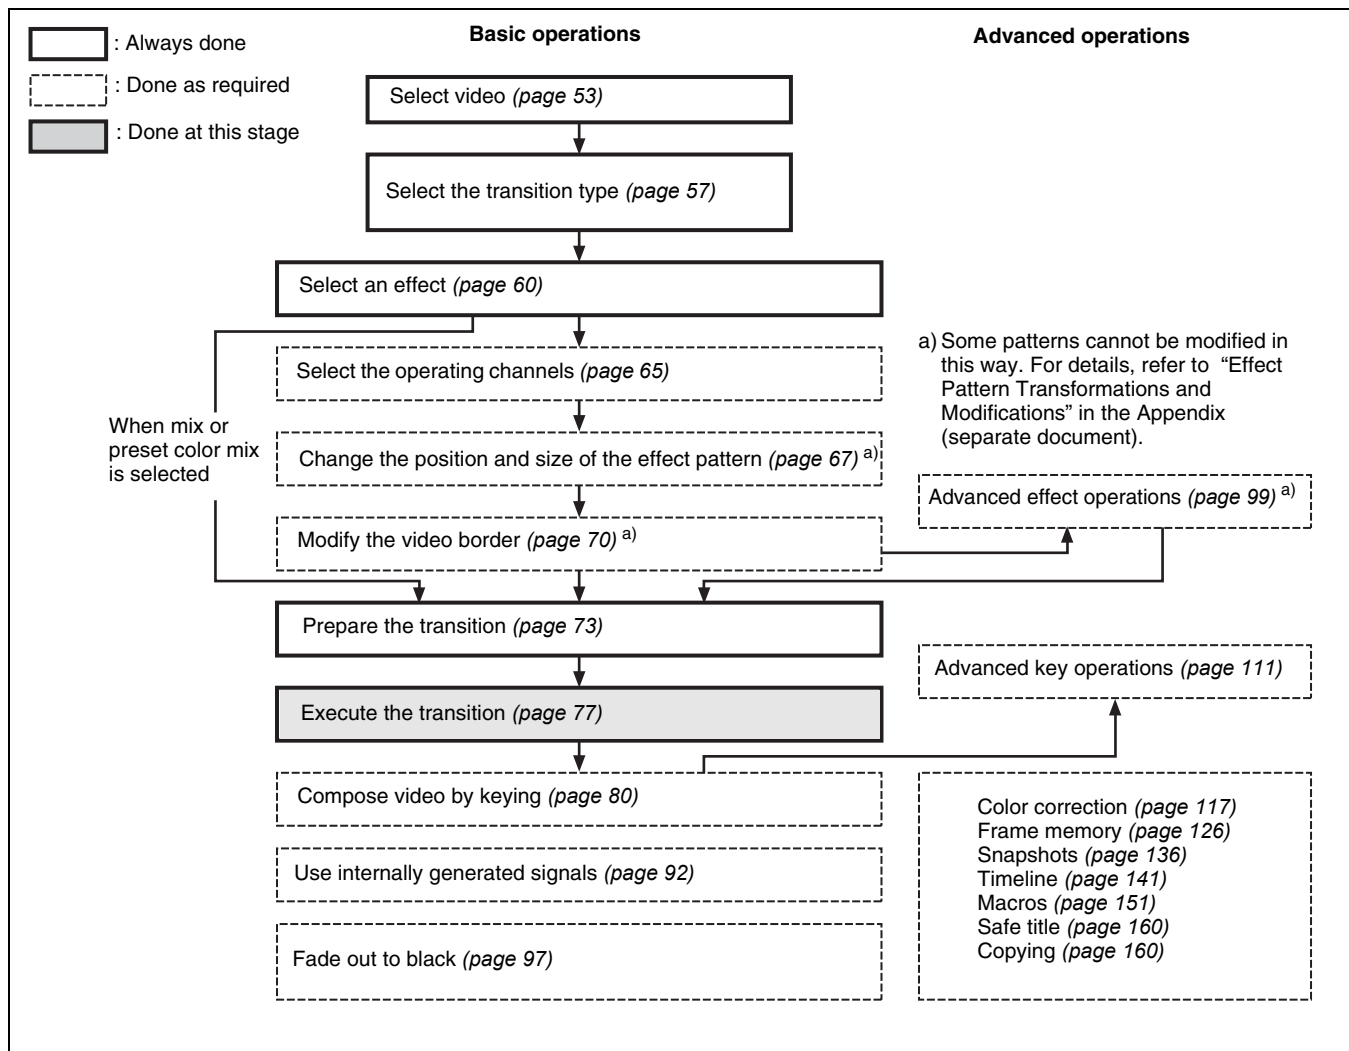 Basic operations
Advanced operations
: Always done
: Done as required
: Done at this stage
Select video (page 53)
Select the transition type (page 57)
Select an effect (page 60)
Select the operating channels (page 65)
When mix or
preset color mix
is selected
Change the position and size of the effect pattern (page 67) a)
Modify the video border (page 70) a)
a) Some patterns cannot be modified in
this way. For details, refer to “Effect
Pattern Transformations and
Modifications” in the Appendix
(separate document).
Advanced effect operations (page 99) a)
Prepare the transition (page 73)
Execute the transition (page 77)
Advanced key operations (page 111)
Compose video by keying (page 80)
Use internally generated signals (page 92)
Fade out to black (page 97)
Color correction (page 117)
Frame memory (page 126)
Snapshots (page 136)
Timeline (page 141)
Macros (page 151)
Safe title (page 160)
Copying (page 160)